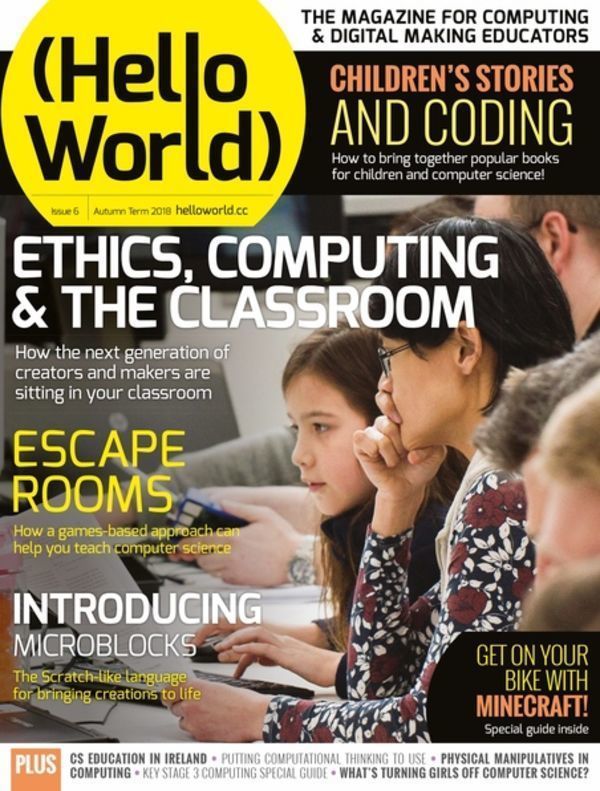 THE MAGAZINE FOR COMPUTING
& DIGITAL MAKING EDUCATORS
(Hello
World)
Issue 6 Autumn Term 2018 helloworld.cc
CHILDREN'S STORIES
AND CODING
How to bring together popular books
for children and computer science!
ETHICS, COMPUTING
& THE CLASSROOM
How the next generation of
creators and makers are
sitting in your classroom
ESCAPE
ROOMS
How a games-based approach can
help you teach computer science
INTRODUCING
MICROBLOCKS
The Scratch-like language
for bringing creations to life
GET ON YOUR
BIKE WITH
MINECRAFT!
Special guide inside
PLUS
CS EDUCATION IN IRELAND • PUTTING COMPUTATIONAL THINKING TO USE • PHYSICAL MANIPULATIVES IN
COMPUTING • KEY STAGE 3 COMPUTING SPECIAL GUIDE • WHAT'S TURNING GIRLS OFF COMPUTER SCIENCE?